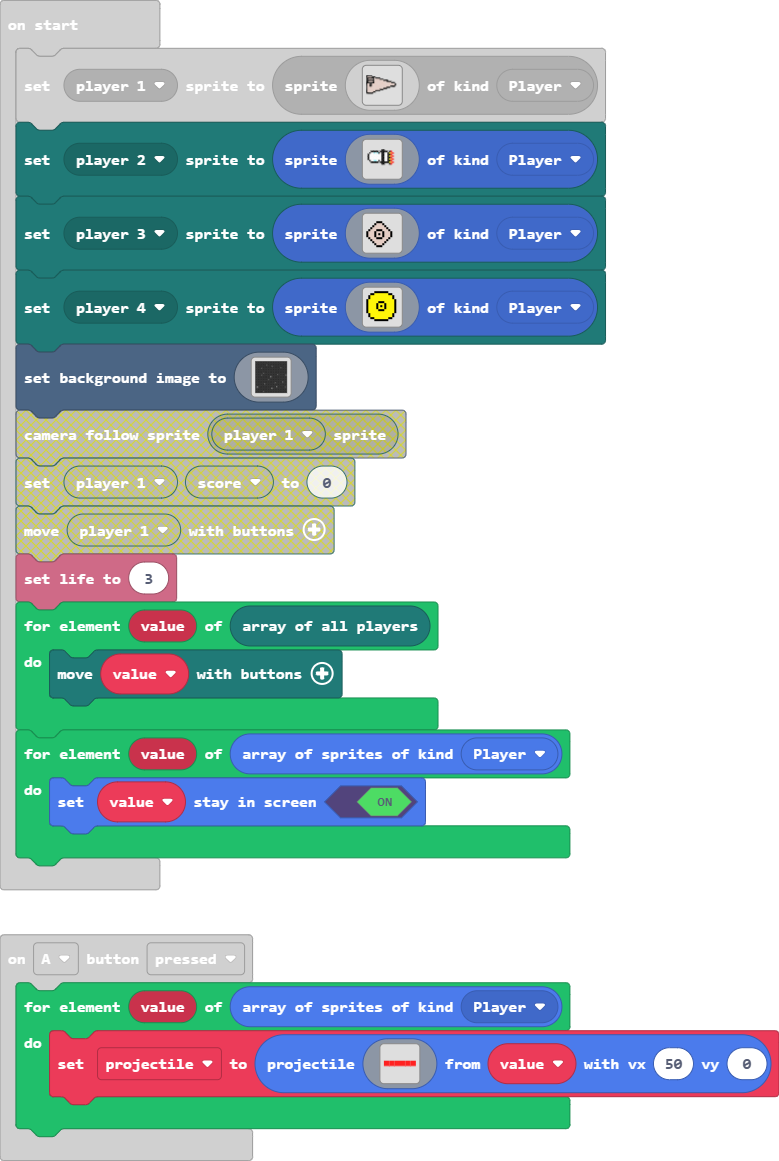 on start
set player 1 sprite to sprite of kind Player
set player 2 sprite to sprite of kind Player
set player 3 sprite to sprite of kind Player
set player 4 sprite to sprite of kind Player
set background image to
camera follow sprite player 1 sprite
set player 1 score to 0
move player 1 with buttons
set life to 3
for element value of array of all players
do move value with buttons
for element value of array of sprites of kind Player
do set value stay in screen ON
on A button pressed
for element value of array of sprites of kind Player
do set projectile to projectile from value with vx 50 vy 0